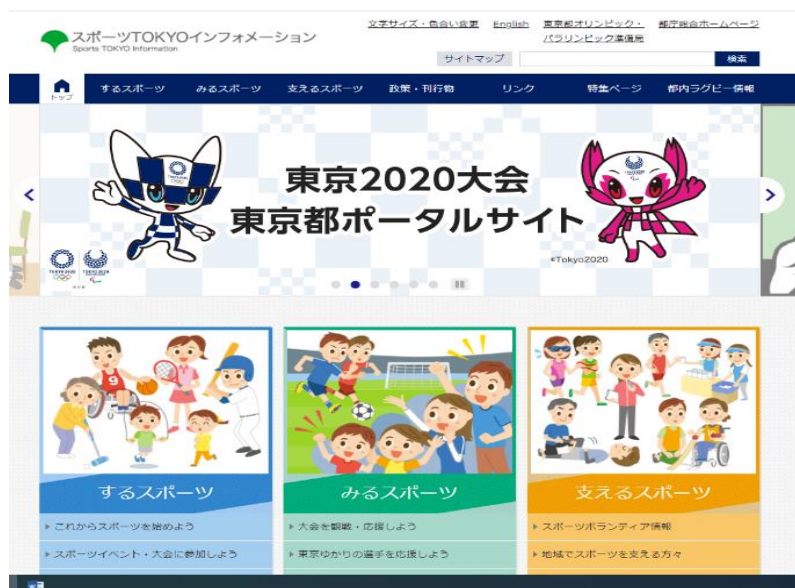 スポーツTOKYOインフォメーション
Sports TOKYO Information
文字サイズ・色合い変更 English 東京都オリンピック・ 都庁総合ホームページ
パラリンピック準備局
サイトマップ 検索
トップ するスポーツ みるスポーツ 支えるスポーツ 政策・刊行物 リンク 特集ページ 都内ラグビー情報
東京2020大会
東京都ポータルサイト
©Tokyo2020
TOKYO 2020 TOKYO 2020
9
するスポーツ みるスポーツ 支えるスポーツ
これからスポーツを始めよう 大会を観戦・応援しよう スポーツボランティア情報
スポーツイベント・大会に参加しよう 東京ゆかりの選手を応援しよう 地域でスポーツを支える方々